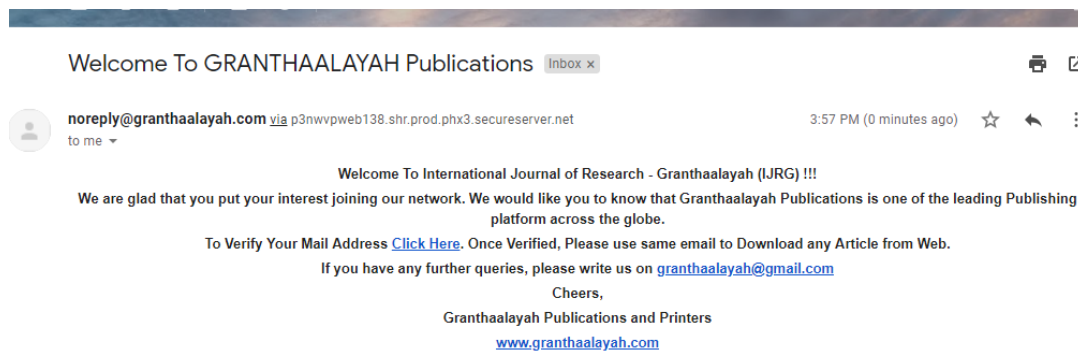 Welcome To GRANTHAALAYAH Publications Inbox x
noreply@granthaalayah.com via p3nwvpweb138.shr.prod.phx3.secureserver.net 3:57 PM (0 minutes ago)
to me
Welcome To International Journal of Research - Granthaalayah (IJRG) !!!
We are glad that you put your interest joining our network. We would like you to know that Granthaalayah Publications is one of the leading Publishing
platform across the globe.
To Verify Your Mail Address Click Here. Once Verified, Please use same email to Download any Article from Web.
If you have any further queries, please write us on granthaalayah@gmail.com
Cheers,
Granthaalayah Publications and Printers
www.granthaalayah.com